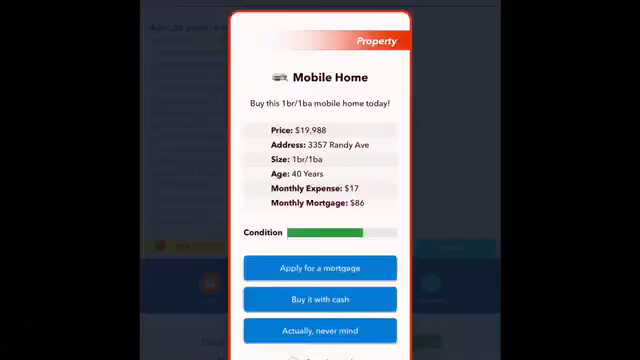 Property
Mobile Home
Buy this 1br/1ba mobile home today!
Price: $19,988
Address: 3357 Randy Ave
Size: 1br/1ba
Age: 40 Years
Monthly Expense: $17
Monthly Mortgage: $86
Condition
Apply for a mortgage
Buy it with cash
Actually, never mind